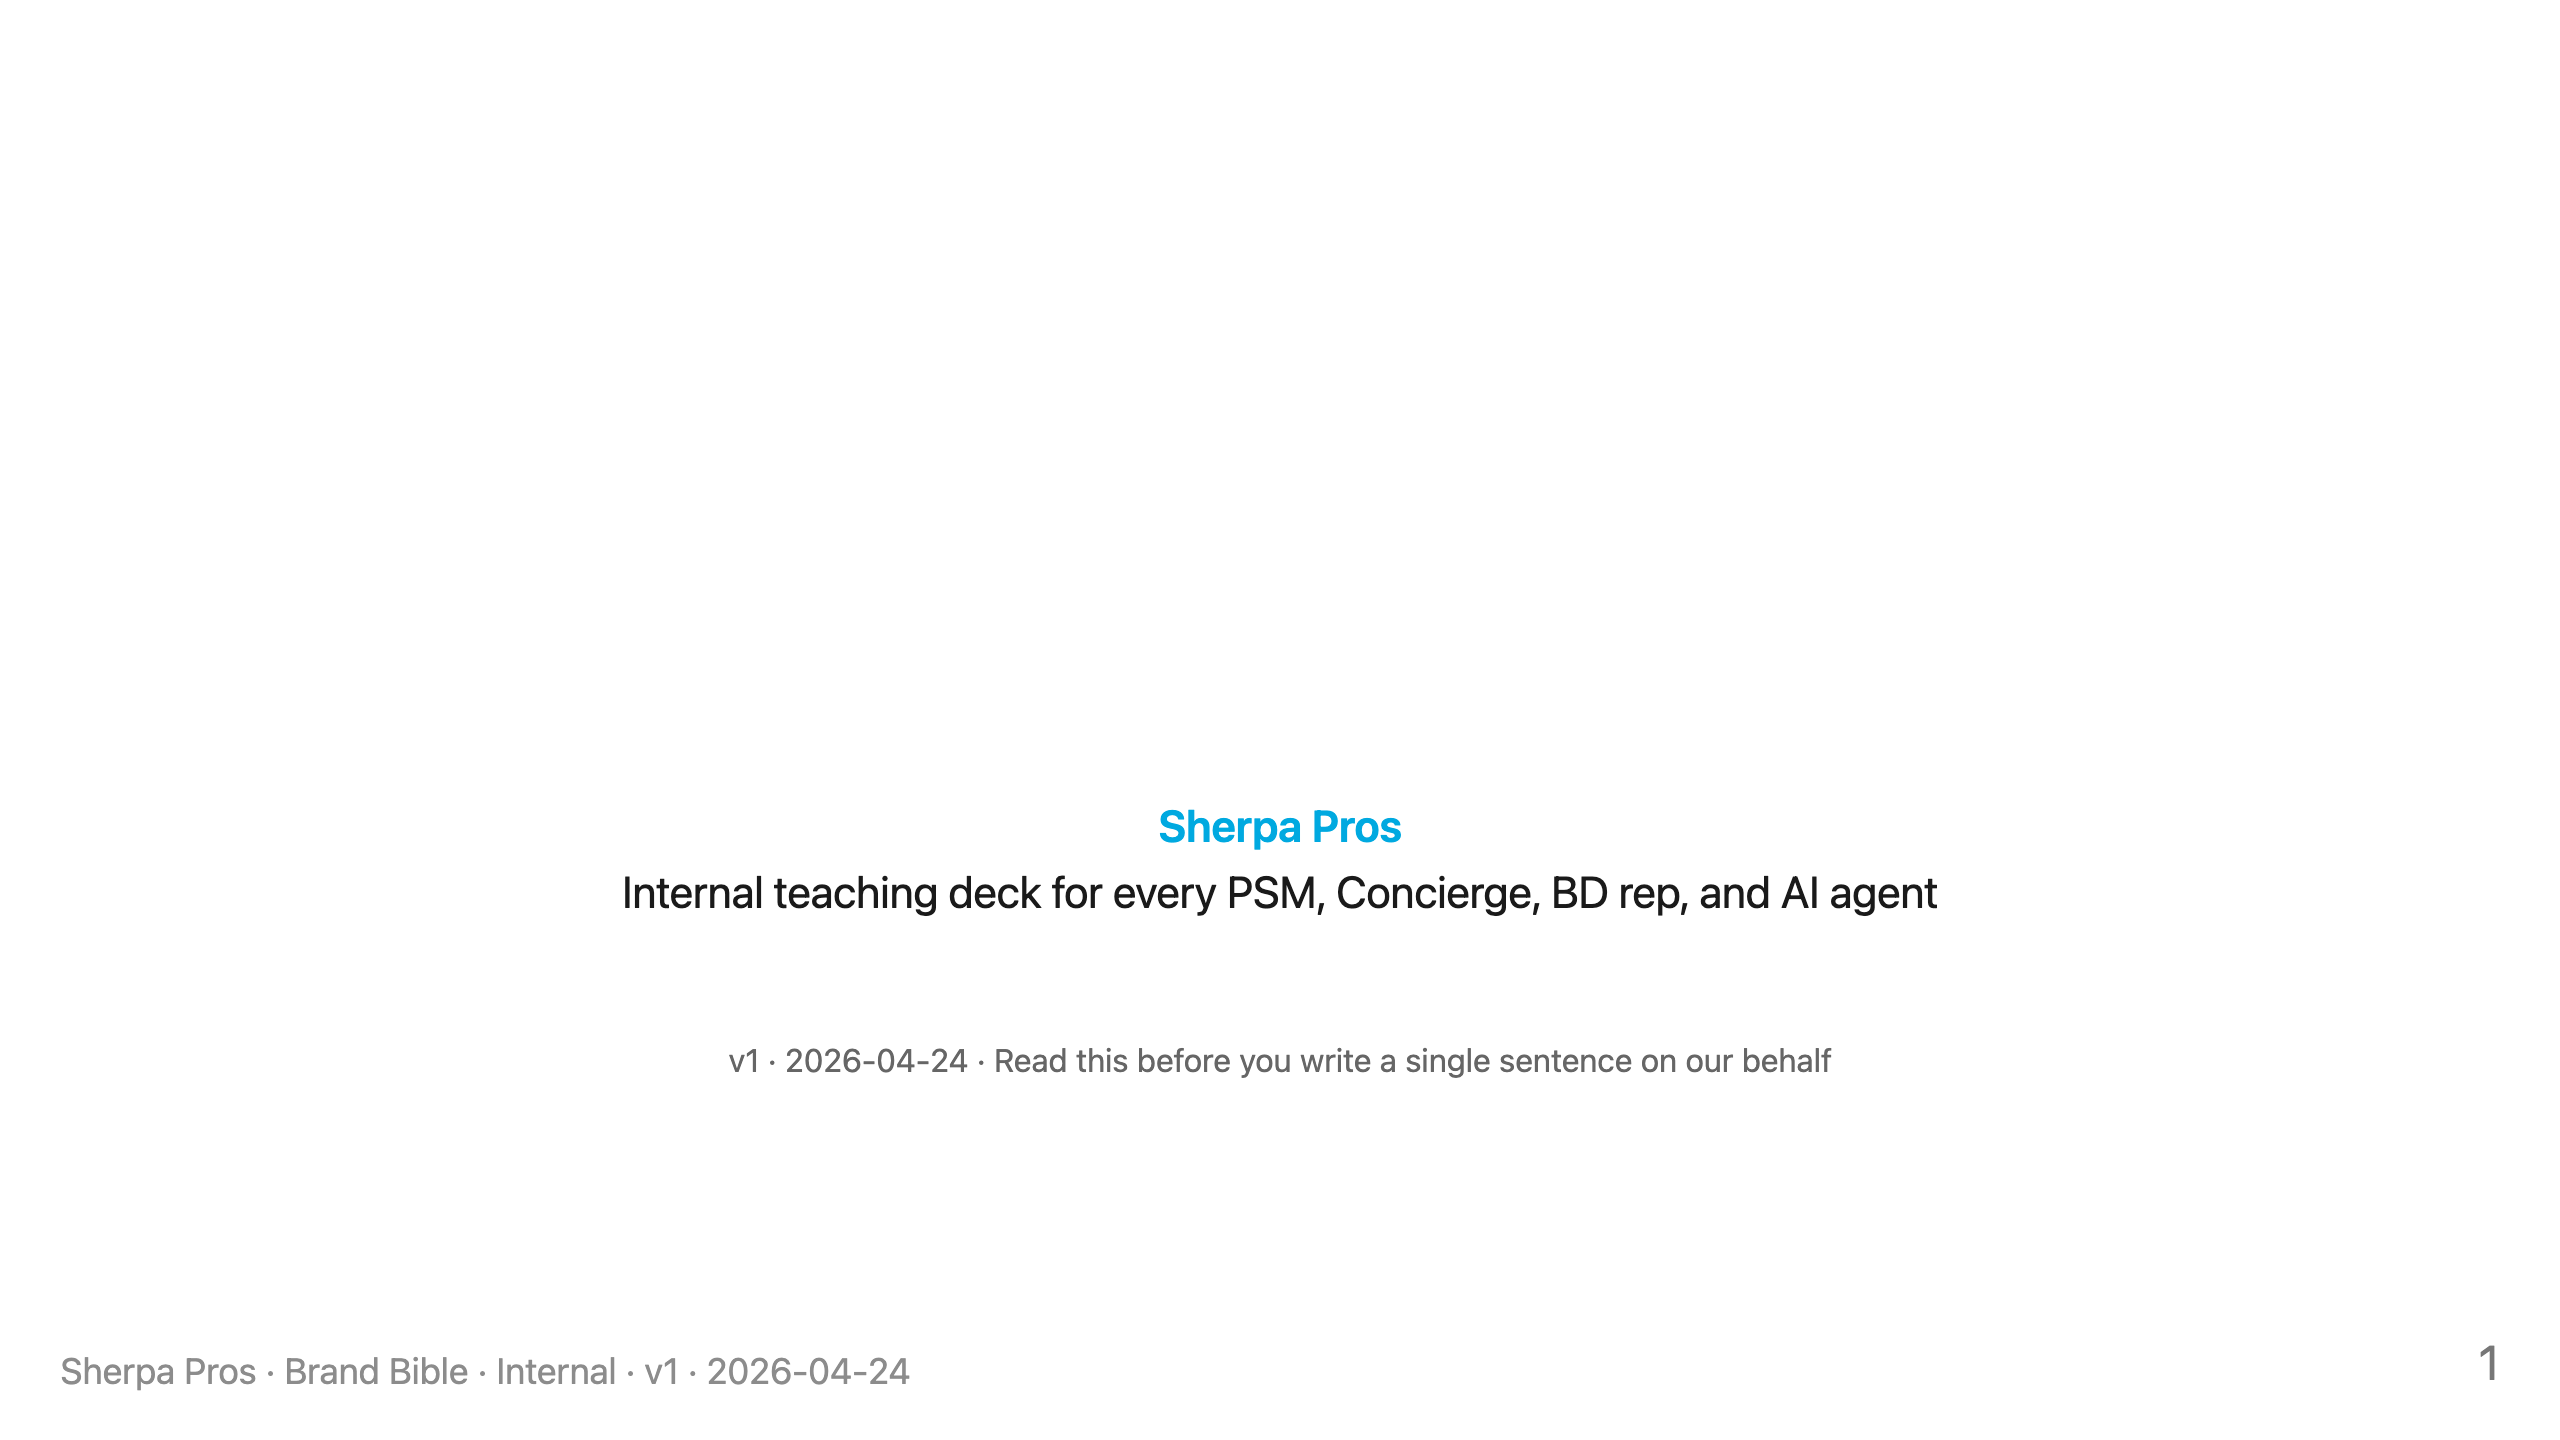 Sherpa Pros
Internal teaching deck for every PSM, Concierge, BD rep, and AI agent
v1 · 2026-04-24 · Read this before you write a single sentence on our behalf
Sherpa Pros · Brand Bible · Internal · v1 · 2026-04-24
1